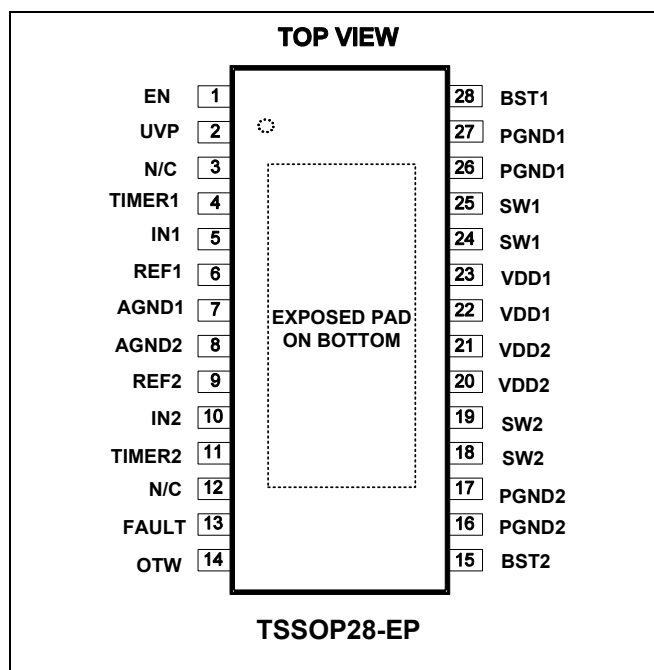 TOP VIEW
EN 1 28 BST1
UVP 2 27 PGND1
N/C 3 26 PGND1
TIMER1 4 25 SW1
IN1 5 24 SW1
REF1 6 23 VDD1
AGND1 7 22 VDD1
EXPOSED PAD
ON BOTTOM
AGND2 8 21 VDD2
REF2 9 20 VDD2
IN2 10 19 SW2
TIMER2 11 18 SW2
N/C 12 17 PGND2
FAULT 13 16 PGND2
OTW 14 15 BST2
TSSOP28-EP